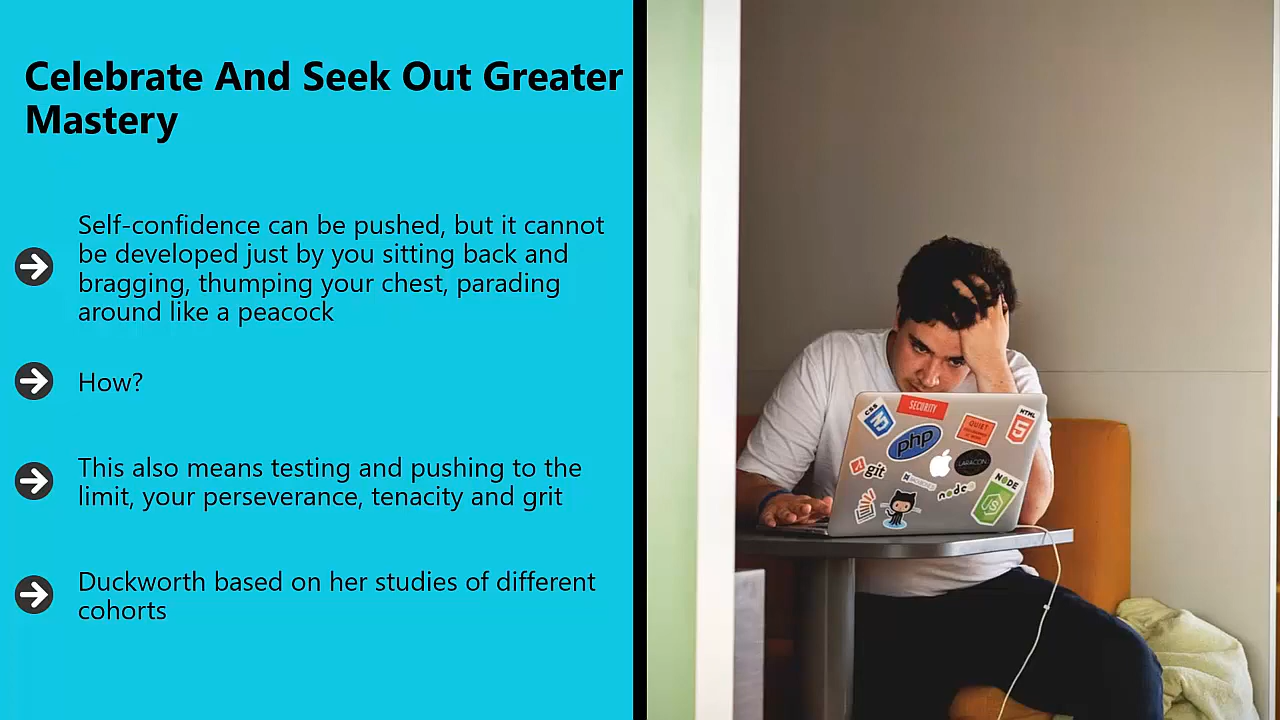 Celebrate And Seek Out Greater
Mastery
Self-confidence can be pushed, but it cannot
be developed just by you sitting back and
bragging, thumping your chest, parading
around like a peacock
How?
This also means testing and pushing to the
limit, your perseverance, tenacity and grit
Duckworth based on her studies of different
cohorts
CSS
SECURITY
HTML
php
QUIET
git
LARACON
node
NODE
JS